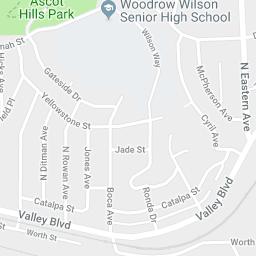 Ascot
Hills Park
Woodrow Wilson
Senior High School
Wilson Way
Gateside Dr
Yellowstone St
McPherson Ave
N Eastern Ave
Cyril Ave
N Ditman Ave
N Rowan Ave
Jones Ave
Boca Ave
Jade St
Ronda Dr
Catalpa St
Catalpa St
Valley Blvd
Valley Blvd
Worth St
Worth St